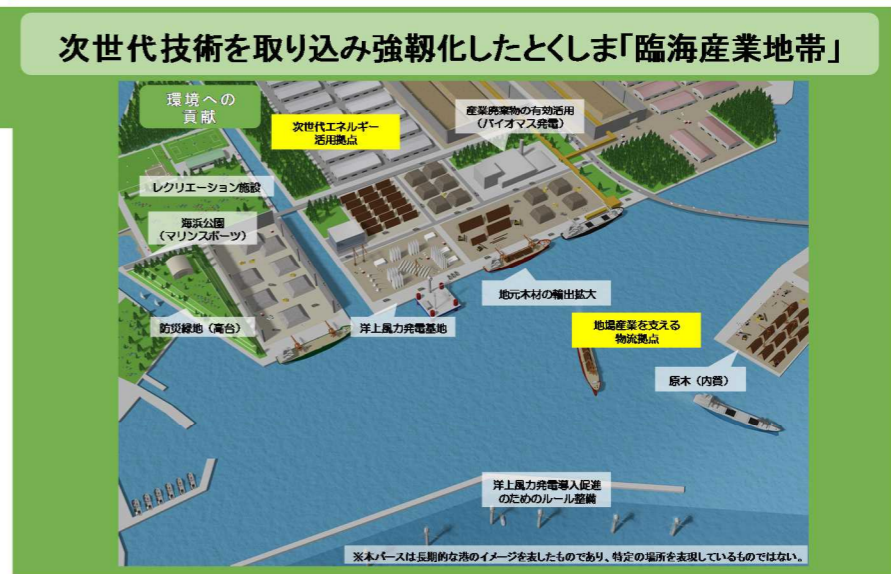 次世代技術を取り込み強靱化したとくしま「臨海産業地帯」
環境への
貢献
次世代エネルギー
活用拠点
産業廃棄物の有効活用
（バイオマス発電）
レクリエーション施設
海浜公園
（マリンスポーツ）
防災緑地（高台）
洋上風力発電基地
地元木材の輸出拡大
地場産業を支える
物流拠点
原木（内貿）
洋上風力発電導入促進
のためのルール整備
※本パースは長期的な港のイメージを表したものであり、特定の場所を表現しているものではない。